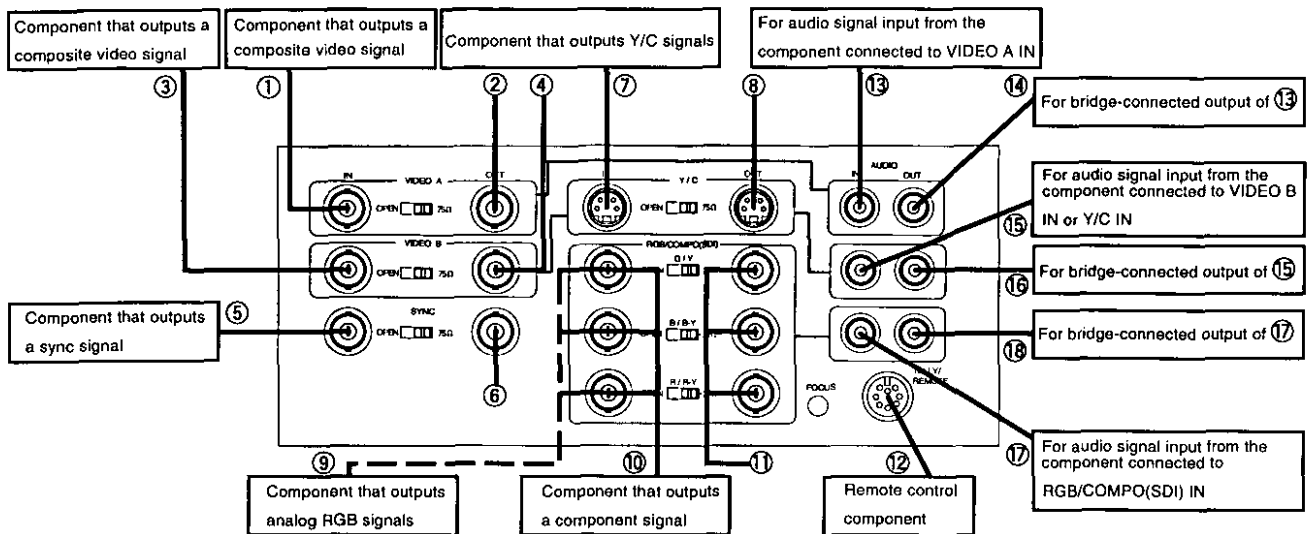 Component that outputs a
composite video signal
Component that outputs a
composite video signal
Component that outputs Y/C signals
For audio signal input from the
component connected to VIDEO A IN
③
①
②
④
⑦
⑧
⑬
⑭
For bridge-connected output of ⑬
IN
VIDEO A
OUT
OPEN 75Ω
Y/C
OUT
OPEN 75Ω
AUDIO
IN
OUT
For audio signal input from the
component connected to VIDEO B
IN or Y/C IN
⑮
VIDEO B
OPEN 75Ω
RGB/COMPO(SDI)
G / Y
For bridge-connected output of ⑮
⑯
Component that outputs
a sync signal
⑤
SYNC
OPEN 75Ω
⑥
B / B-Y
For bridge-connected output of ⑰
⑱
R / R-Y
FOCUS
REMOTE
⑨
⑩
⑪
⑫
⑰
Component that outputs
analog RGB signals
Component that outputs
a component signal
Remote control
component
For audio signal input from the
component connected to
RGB/COMPO(SDI) IN